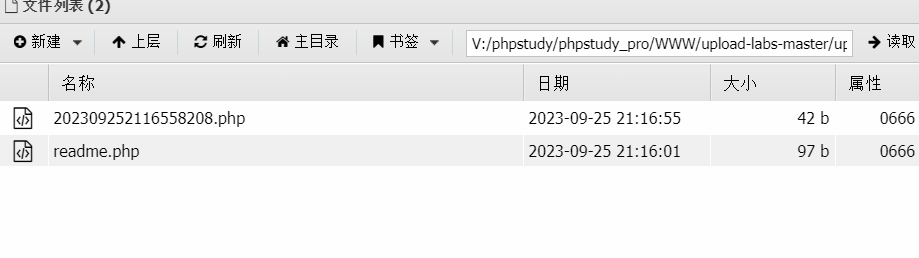 文件列表 (2)
新建 上层 刷新 主目录 书签 V:/phpstudy/phpstudy_pro/WWW/upload-labs-master/up 读取
名称 日期 大小 属性
202309252116558208.php 2023-09-25 21:16:55 42 b 0666
readme.php 2023-09-25 21:16:01 97 b 0666